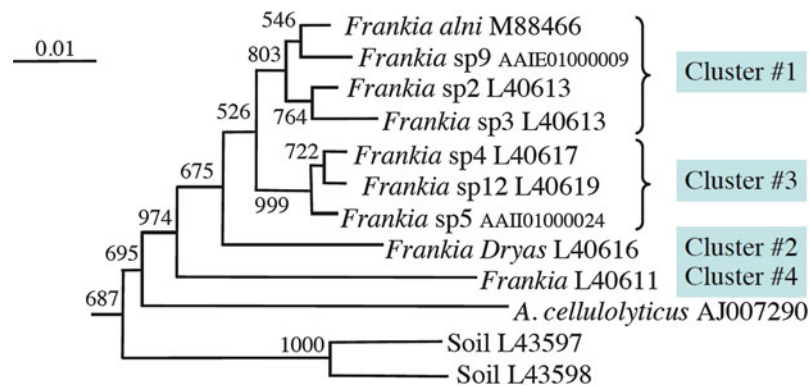 546 Frankia alni M88466
0.01
803 Frankia sp9 AAIE01000009
Cluster #1
Frankia sp2 L40613
526 764 Frankia sp3 L40613
722 Frankia sp4 L40617
675
Frankia sp12 L40619
Cluster #3
999
974 Frankia sp5 AAII01000024
695 Frankia Dryas L40616 Cluster #2
Frankia L40611 Cluster #4
687 A. cellulolyticus AJ007290
1000 Soil L43597
Soil L43598